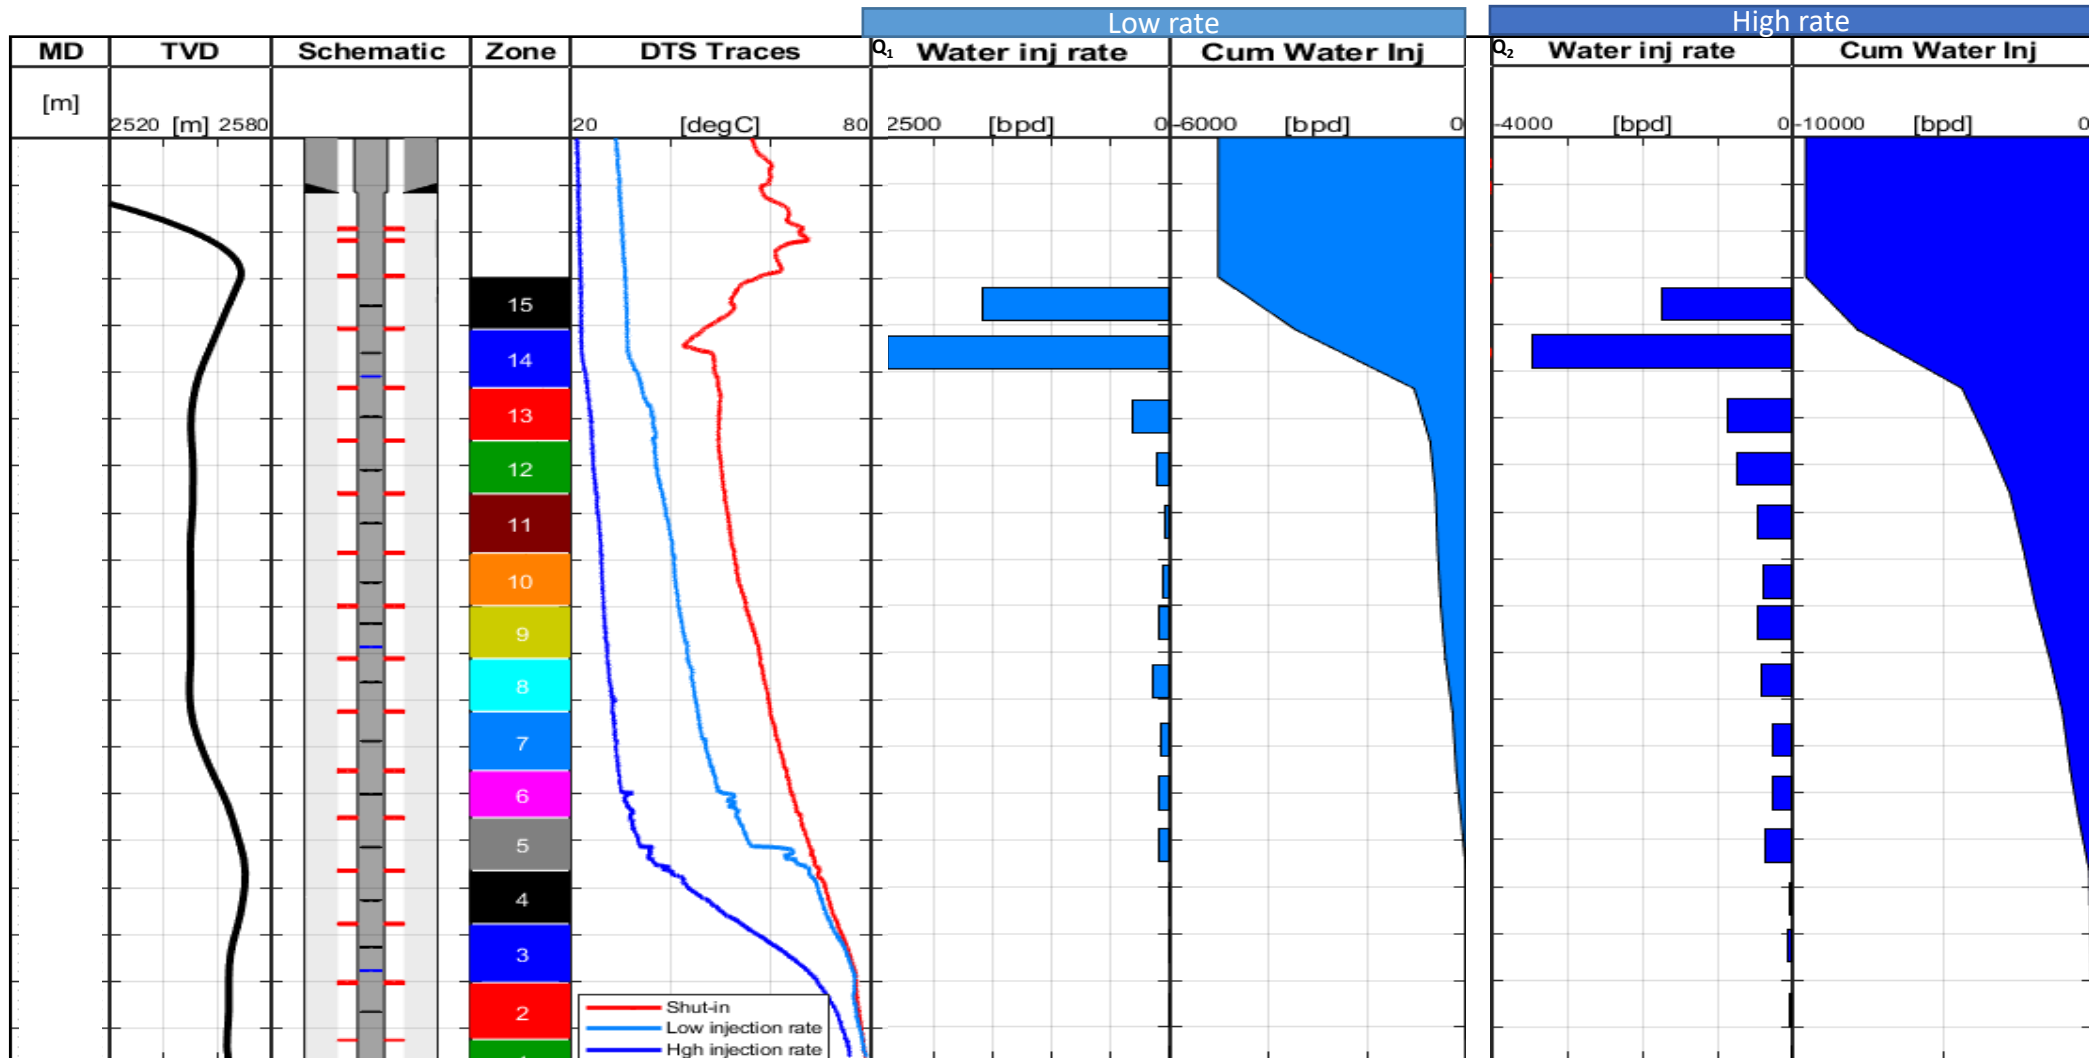 Low rate
High rate
MD TVD Schematic Zone DTS Traces Q1 Water inj rate Cum Water Inj Q2 Water inj rate Cum Water Inj
[m]
2520 [m] 2580 20 [degC] 80 2500 [bpd] 0 -6000 [bpd] 0 -4000 [bpd] 0 -10000 [bpd] 0
15
14
13
12
11
10
9
8
7
6
5
4
3
2
Shut-in
Low injection rate
Hgh injection rate